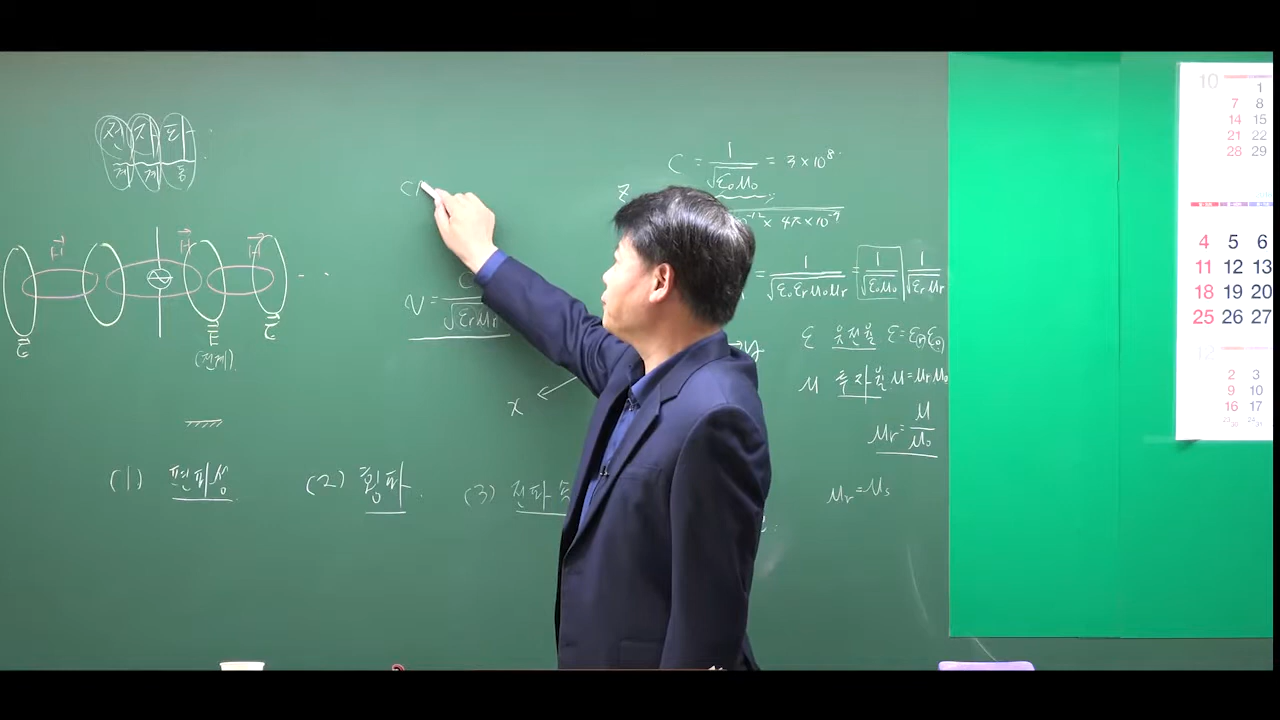 전자파
계 계 동
H⃗
H⃗
H⃗
E⃗
E⃗
E⃗
(전계).
(1) 편파성
(2) 횡파.
(3) 전파
V=
x
y
z
C = 1/√ε₀μ₀ = 3×10⁸
⁻¹² × 4π×10⁻⁷
= 1/√ε₀εᵣμ₀μᵣ = 1/√ε₀μ₀ 1/√εᵣμᵣ
ε 유전율 ε=εᵣε₀
μ 투자율 μ=μᵣμ₀
μᵣ = μ/μ₀
μᵣ=μₛ
10
1
7 8
14 15
21 22
28 29
4 5 6
11 12 13
18 19 20
25 26 27
12
2 3
9 10
16 17